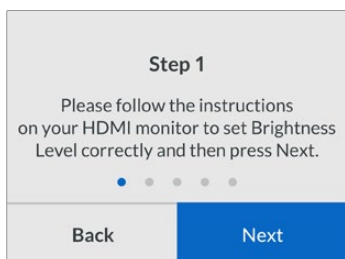 Step 1
Please follow the instructions
on your HDMI monitor to set Brightness
Level correctly and then press Next.
Back
Next